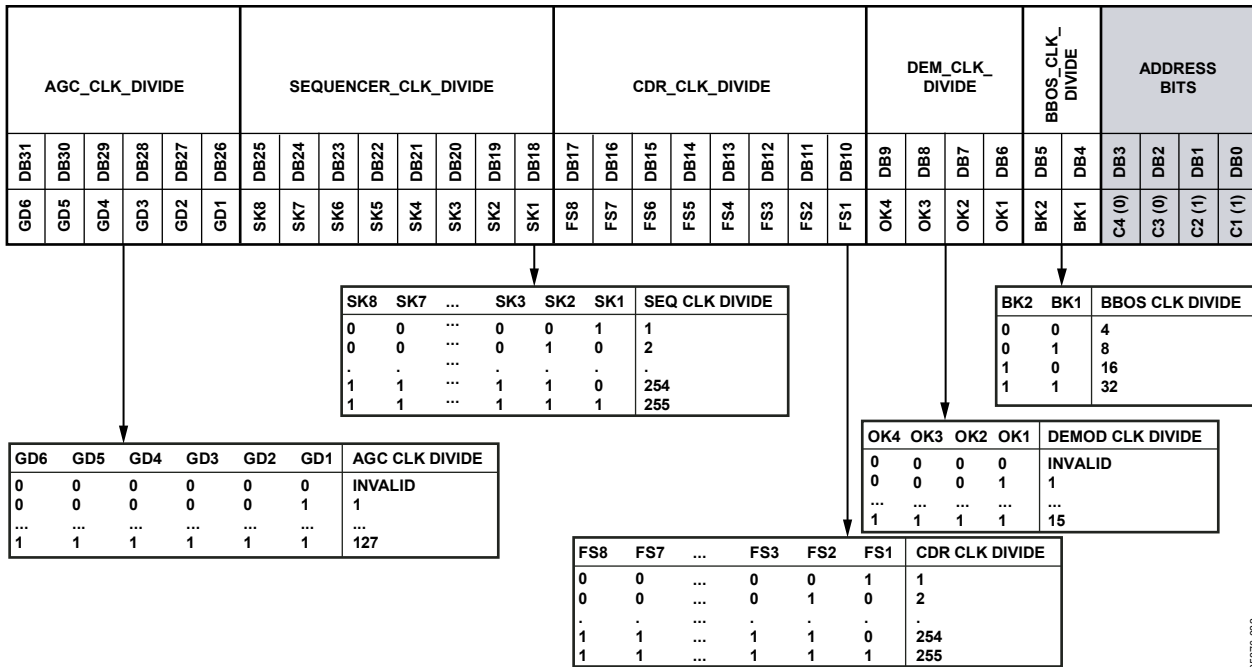 AGC_CLK_DIVIDE SEQUENCER_CLK_DIVIDE CDR_CLK_DIVIDE DEM_CLK_ DIVIDE BBOS_CLK_ DIVIDE ADDRESS BITS
DB31 DB30 DB29 DB28 DB27 DB26 DB25 DB24 DB23 DB22 DB21 DB20 DB19 DB18 DB17 DB16 DB15 DB14 DB13 DB12 DB11 DB10 DB9 DB8 DB7 DB6 DB5 DB4 DB3 DB2 DB1 DB0
GD6 GD5 GD4 GD3 GD2 GD1 SK8 SK7 SK6 SK5 SK4 SK3 SK2 SK1 FS8 FS7 FS6 FS5 FS4 FS3 FS2 FS1 OK4 OK3 OK2 OK1 BK2 BK1 C4 (0) C3 (0) C2 (1) C1 (1)
SK8 SK7 ... SK3 SK2 SK1 SEQ CLK DIVIDE
0 0 ... 0 0 1 1
0 0 ... 0 1 0 2
. . ... . . . .
1 1 ... 1 1 0 254
1 1 ... 1 1 1 255
BK2 BK1 BBOS CLK DIVIDE
0 0 4
0 1 8
1 0 16
1 1 32
GD6 GD5 GD4 GD3 GD2 GD1 AGC CLK DIVIDE
0 0 0 0 0 0 INVALID
0 0 0 0 0 1 1
... ... ... ... ... ... ...
1 1 1 1 1 1 127
OK4 OK3 OK2 OK1 DEMOD CLK DIVIDE
0 0 0 0 INVALID
0 0 0 1 1
... ... ... ... ...
1 1 1 1 15
FS8 FS7 ... FS3 FS2 FS1 CDR CLK DIVIDE
0 0 ... 0 0 1 1
0 0 ... 0 1 0 2
. . ... . . . .
1 1 ... 1 1 0 254
1 1 ... 1 1 1 255